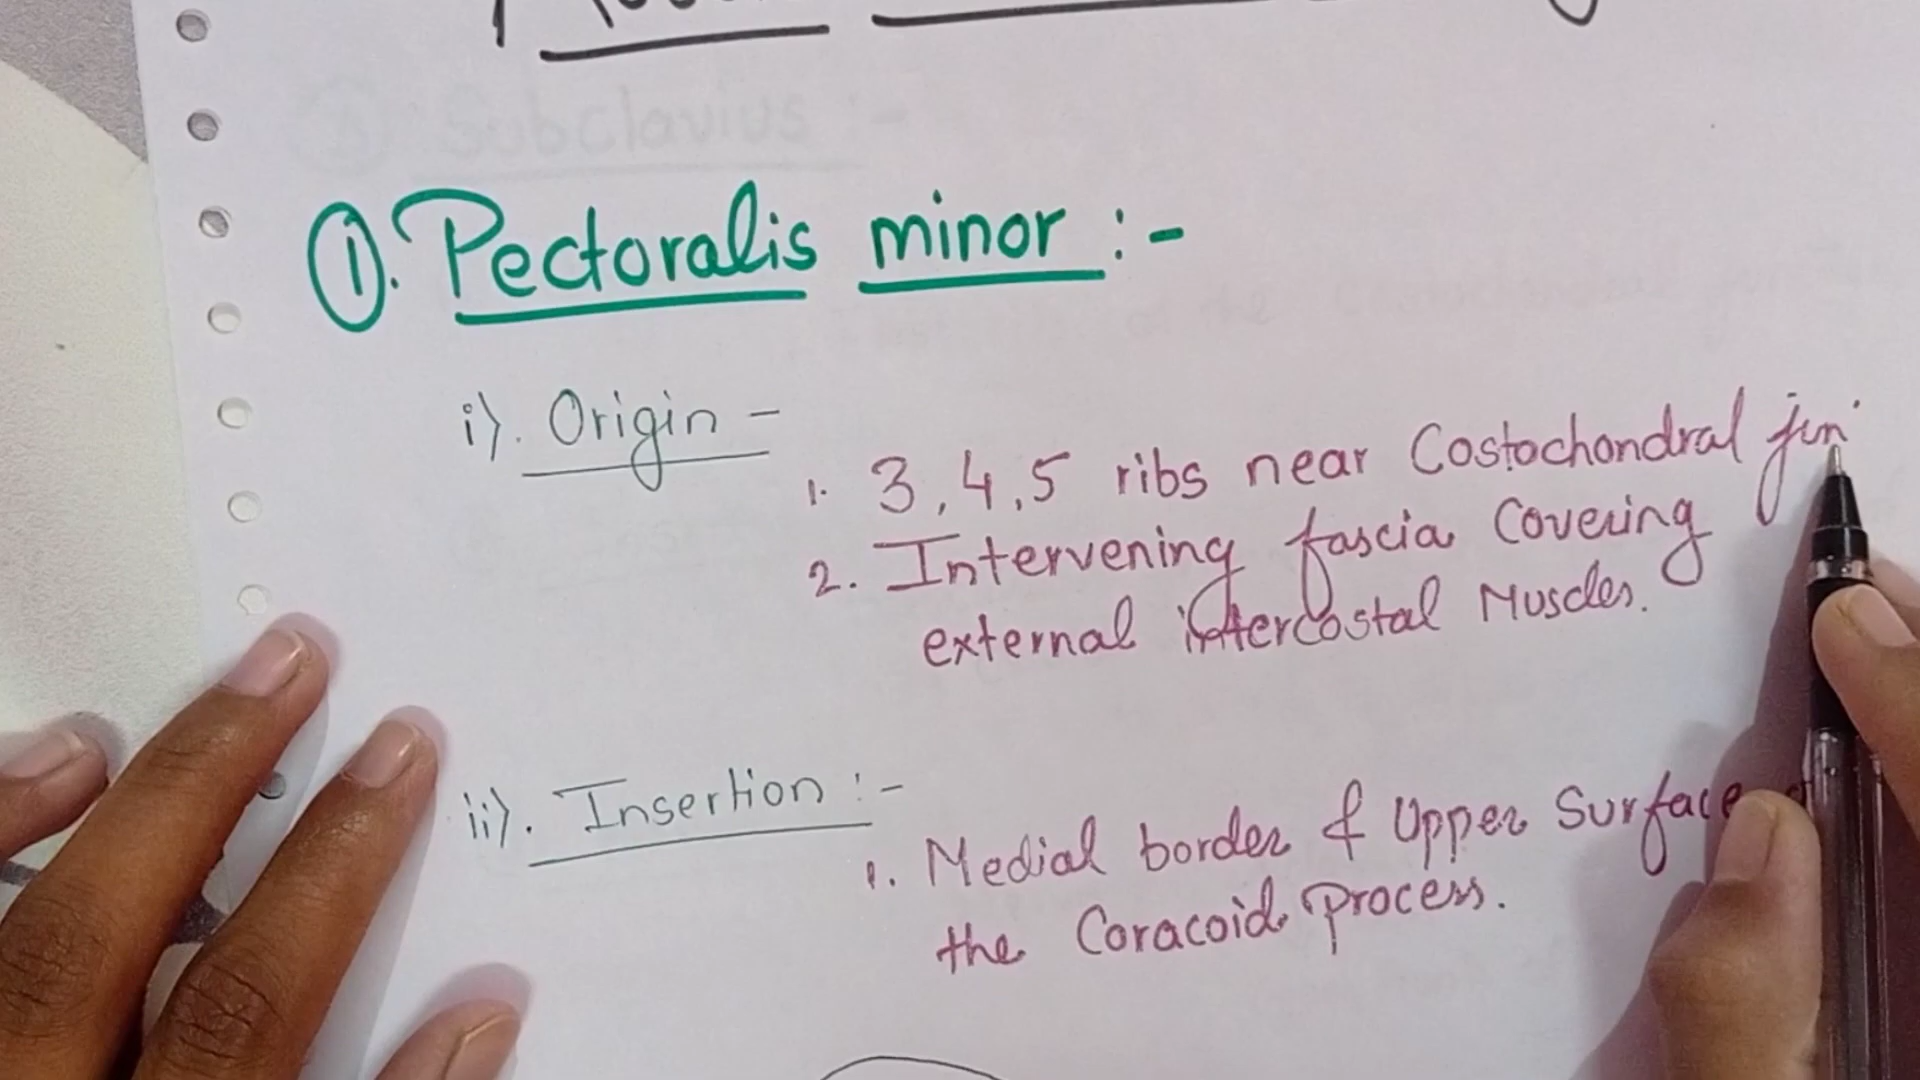 Subclavius :-
①. Pectoralis minor :-
i). Origin -
1. 3, 4, 5 ribs near Costochondral jun
2. Intervening fascia Covering
external intercostal Muscles.
ii). Insertion :-
1. Medial border & Upper Surface
the Coracoid Process.